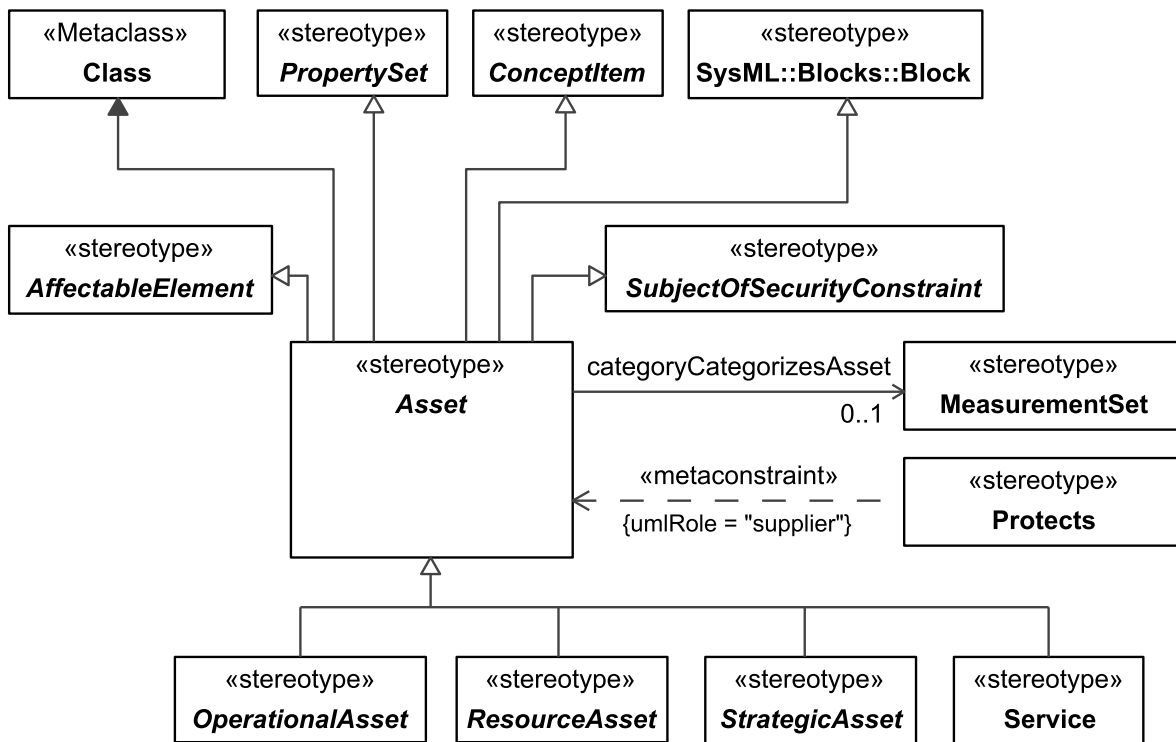 «Metaclass»
Class
«stereotype»
PropertySet
«stereotype»
ConceptItem
«stereotype»
SysML::Blocks::Block
«stereotype»
AffectableElement
«stereotype»
SubjectOfSecurityConstraint
«stereotype»
Asset
categoryCategorizesAsset
0..1
«stereotype»
MeasurementSet
«metaconstraint»
{umlRole = "supplier"}
«stereotype»
Protects
«stereotype»
OperationalAsset
«stereotype»
ResourceAsset
«stereotype»
StrategicAsset
«stereotype»
Service